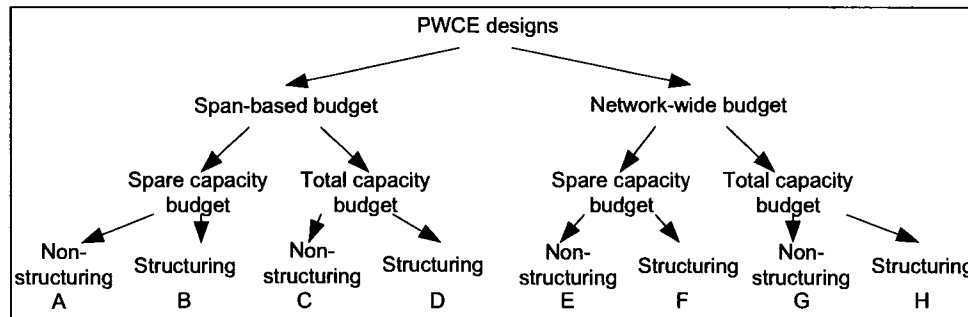 PWCE designs
Span-based budget
Network-wide budget
Spare capacity
budget
Total capacity
budget
Spare capacity
budget
Total capacity
budget
Non-
structuring
A
Structuring
B
Non-
structuring
C
Structuring
D
Non-
structuring
E
Structuring
F
Non-
structuring
G
Structuring
H